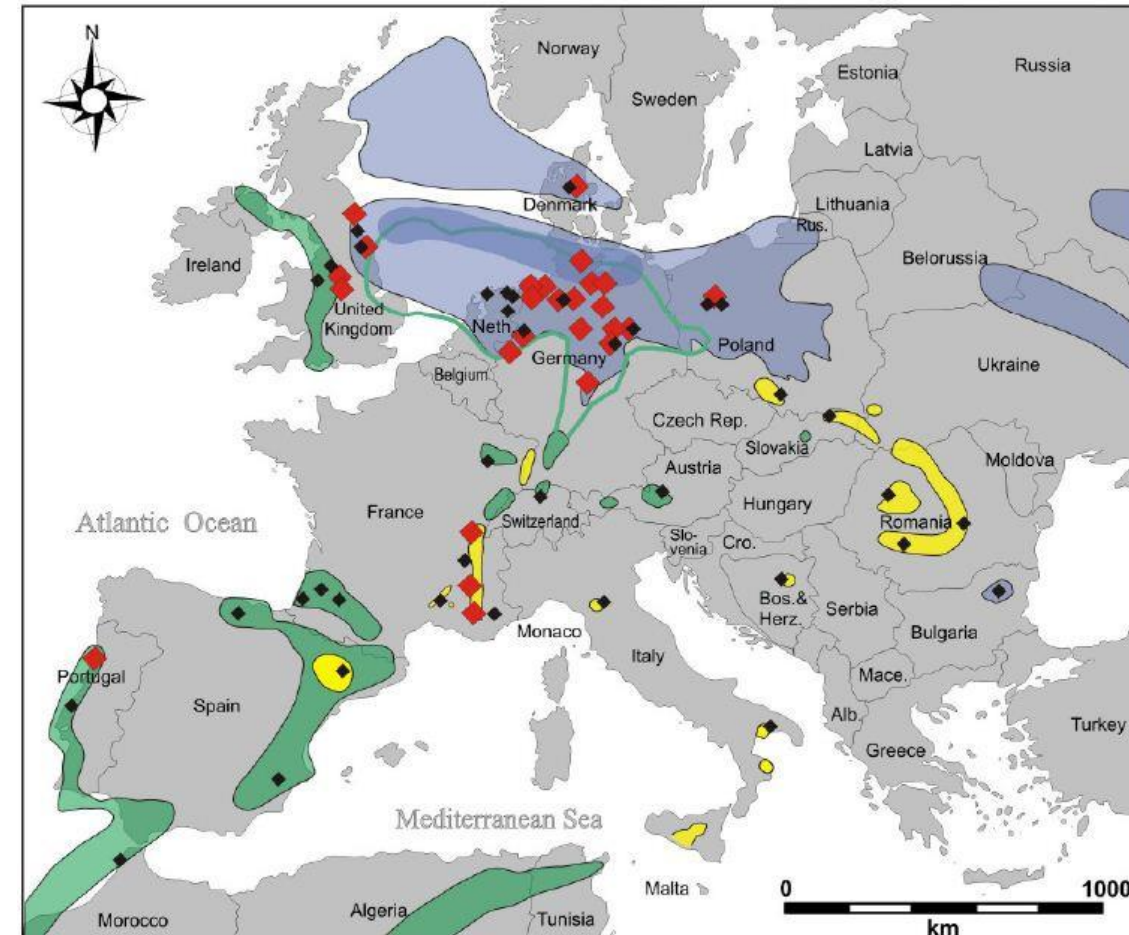 N
Norway
Sweden
Estonia
Russia
Latvia
Denmark
Lithuania
Rus.
Ireland
Belorussia
United
Kingdom
Neth.
Germany
Poland
Belgium
Ukraine
Czech Rep.
Slovakia
Moldova
Austria
Hungary
France
Switzerland
Romania
Atlantic Ocean
Slo-
venia
Cro.
Bos.&
Herz.
Serbia
Bulgaria
Monaco
Italy
Portugal
Spain
Mace.
Alb.
Greece
Turkey
Mediterranean Sea
Malta
0
1000
km
Morocco
Algeria
Tunisia